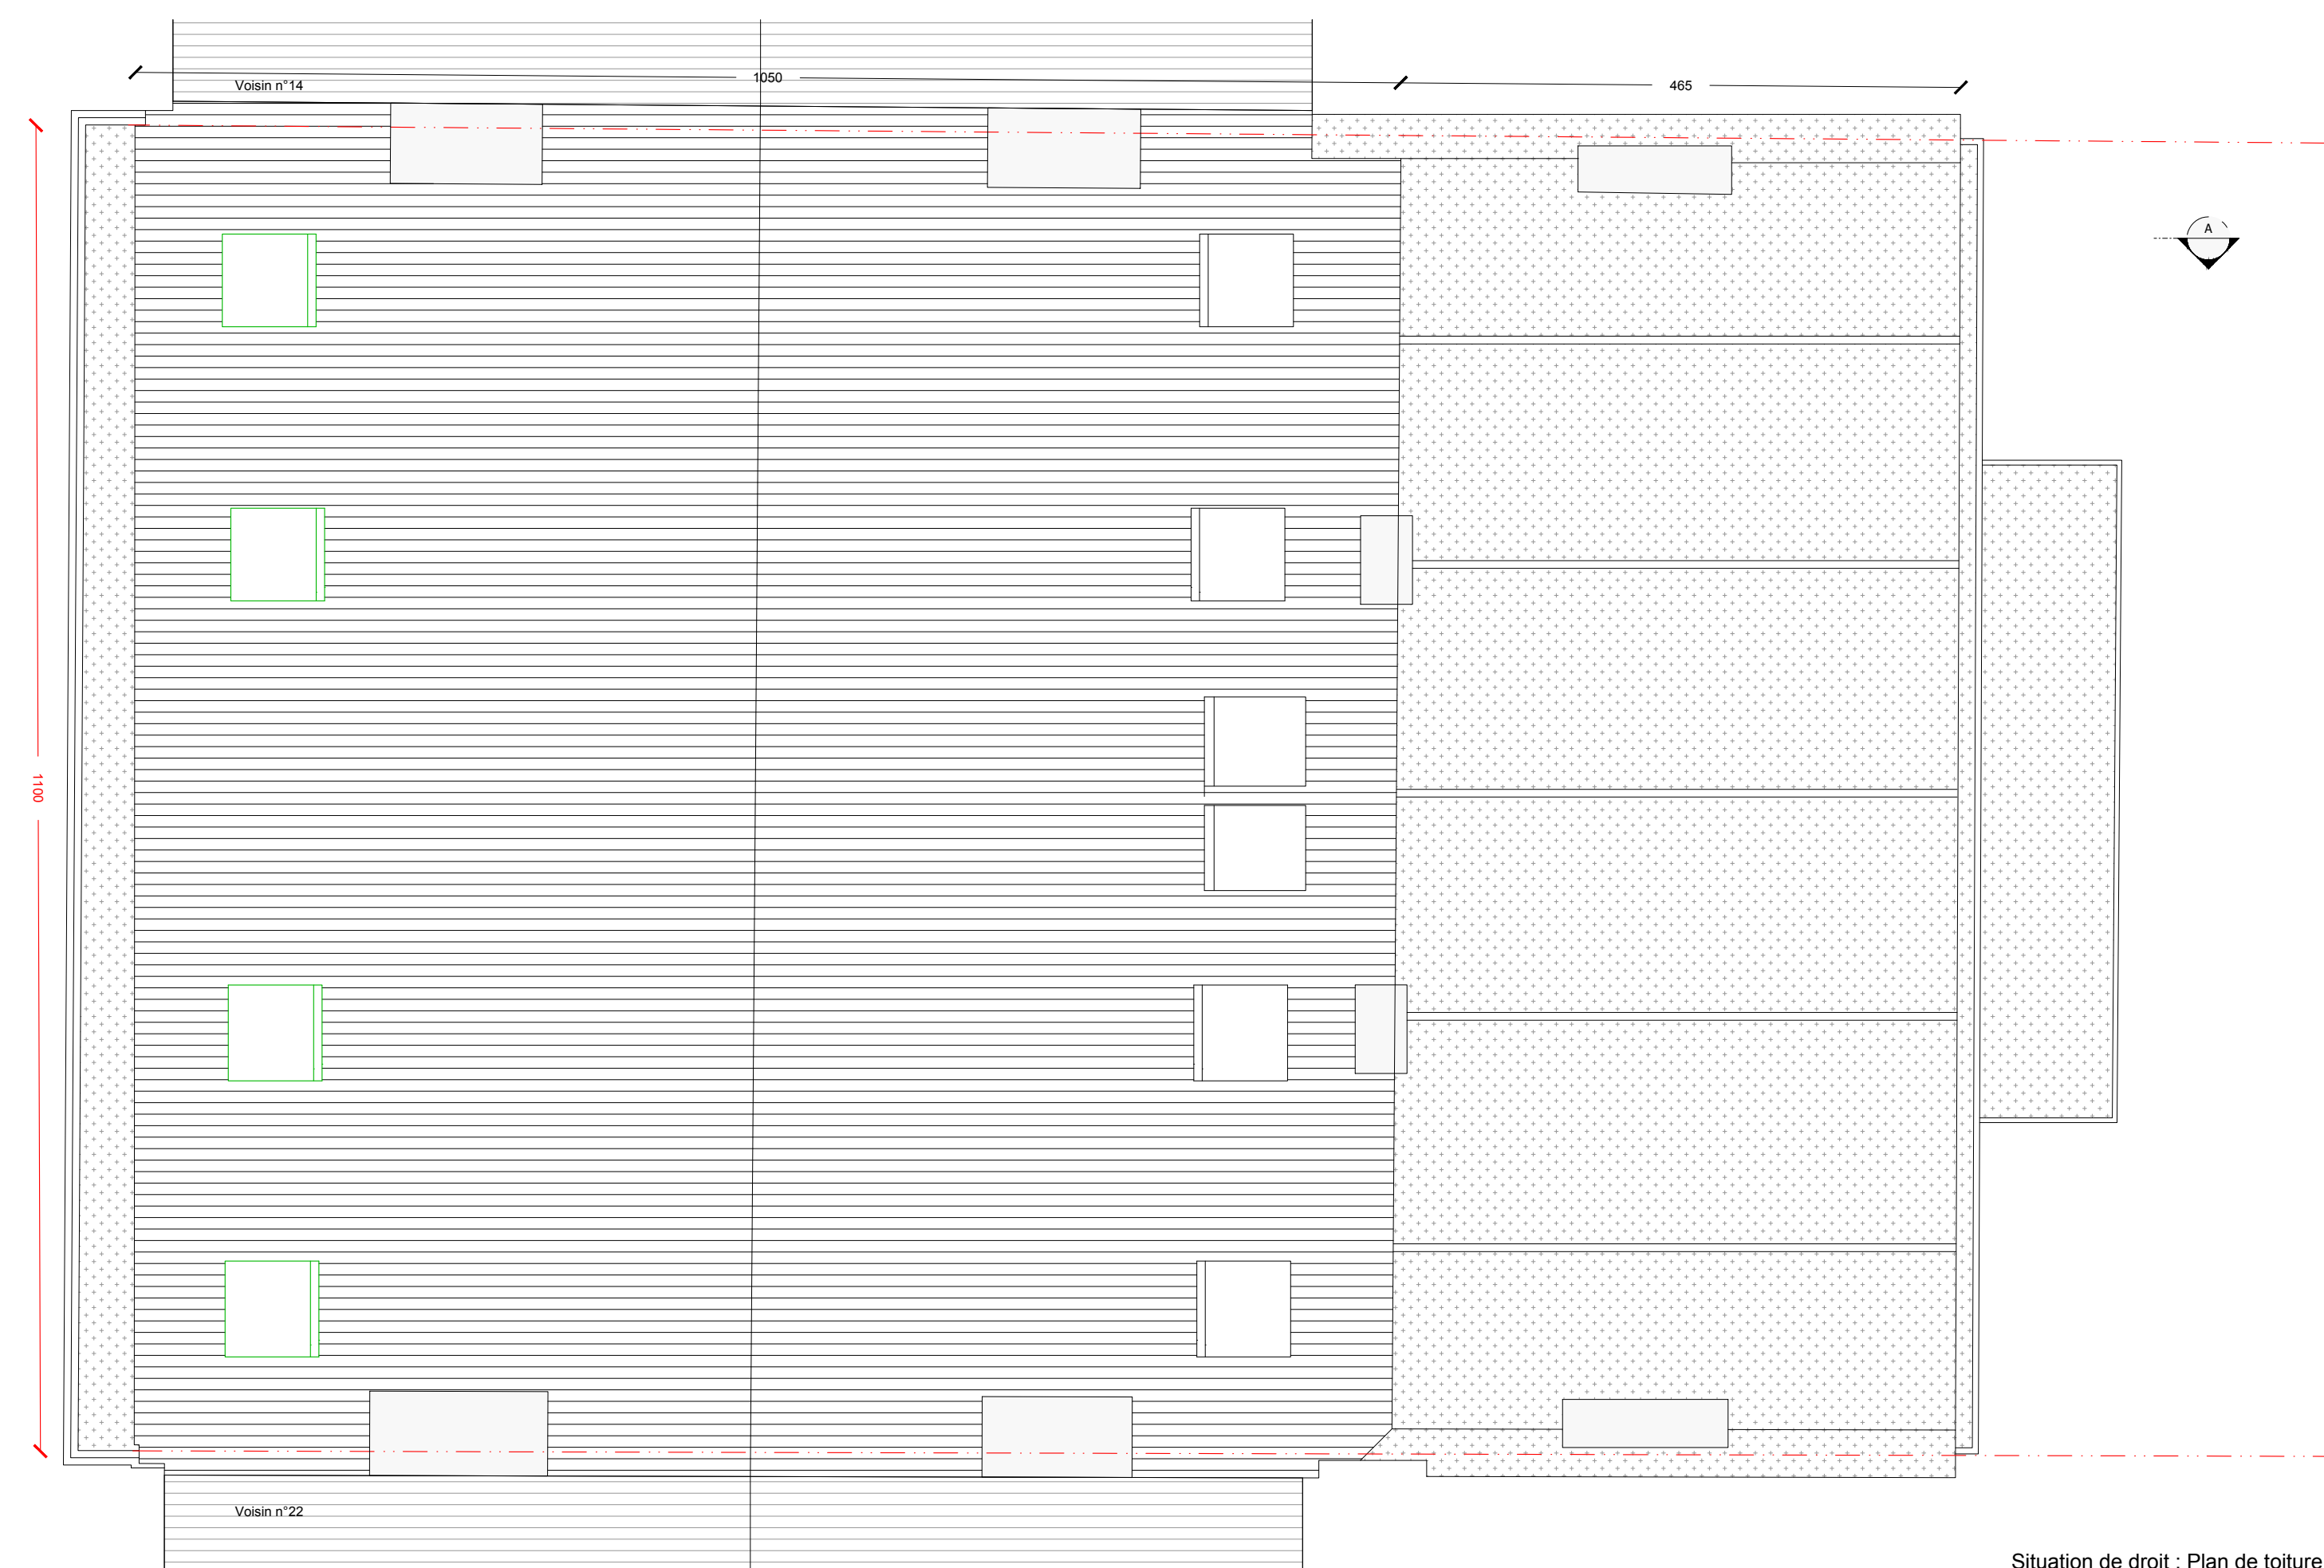 1050
465
Voisin n°14
A
1100
Voisin n°22
Situation de droit : Plan de toiture